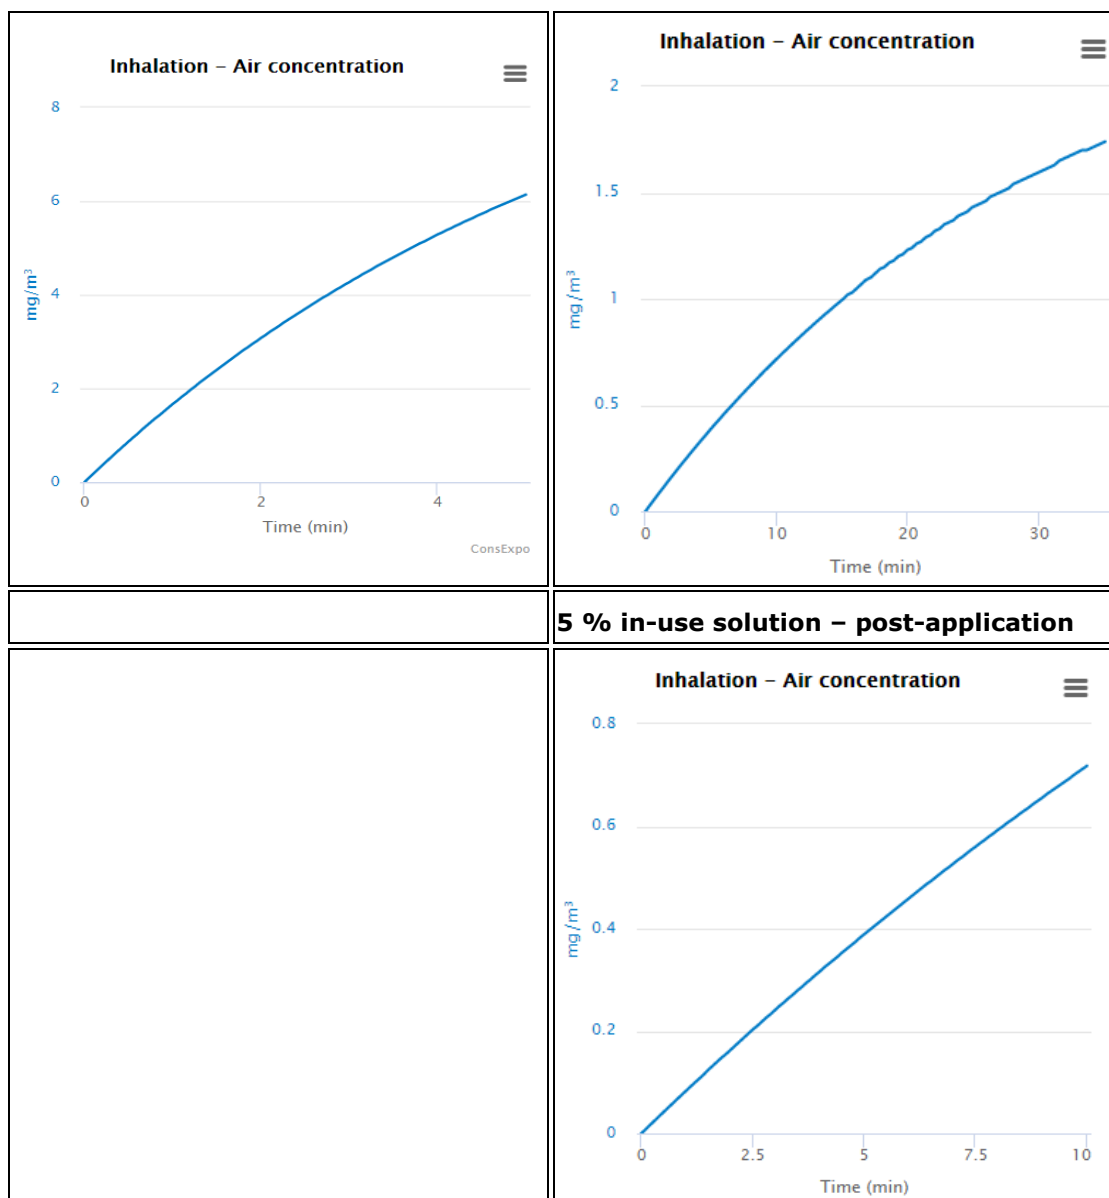 Inhalation – Air concentration
8
6
4
2
0
mg/m³
0 2 4
Time (min)
ConsExpo
Inhalation – Air concentration
2
1.5
1
0.5
0
mg/m³
0 10 20 30
Time (min)
5 % in-use solution – post-application
Inhalation – Air concentration
0.8
0.6
0.4
0.2
0
mg/m³
0 2.5 5 7.5 10
Time (min)